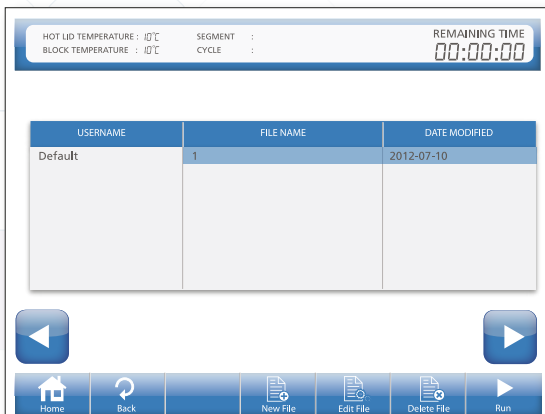 HOT LID TEMPERATURE : 10°C SEGMENT : REMAINING TIME
BLOCK TEMPERATURE : 10°C CYCLE : 00:00:00
USERNAME FILE NAME DATE MODIFIED
Default 1 2012-07-10
Home Back New File Edit File Delete File Run